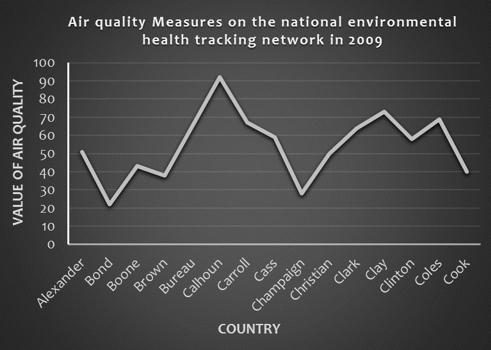 Air quality Measures on the national environmental
health tracking network in 2009
VALUE OF AIR QUALITY
100
90
80
70
60
50
40
30
20
10
0
Alexander
Bond
Boone
Brown
Bureau
Calhoun
Carroll
Cass
Champaign
Christian
Clark
Clay
Clinton
Coles
Cook
COUNTRY